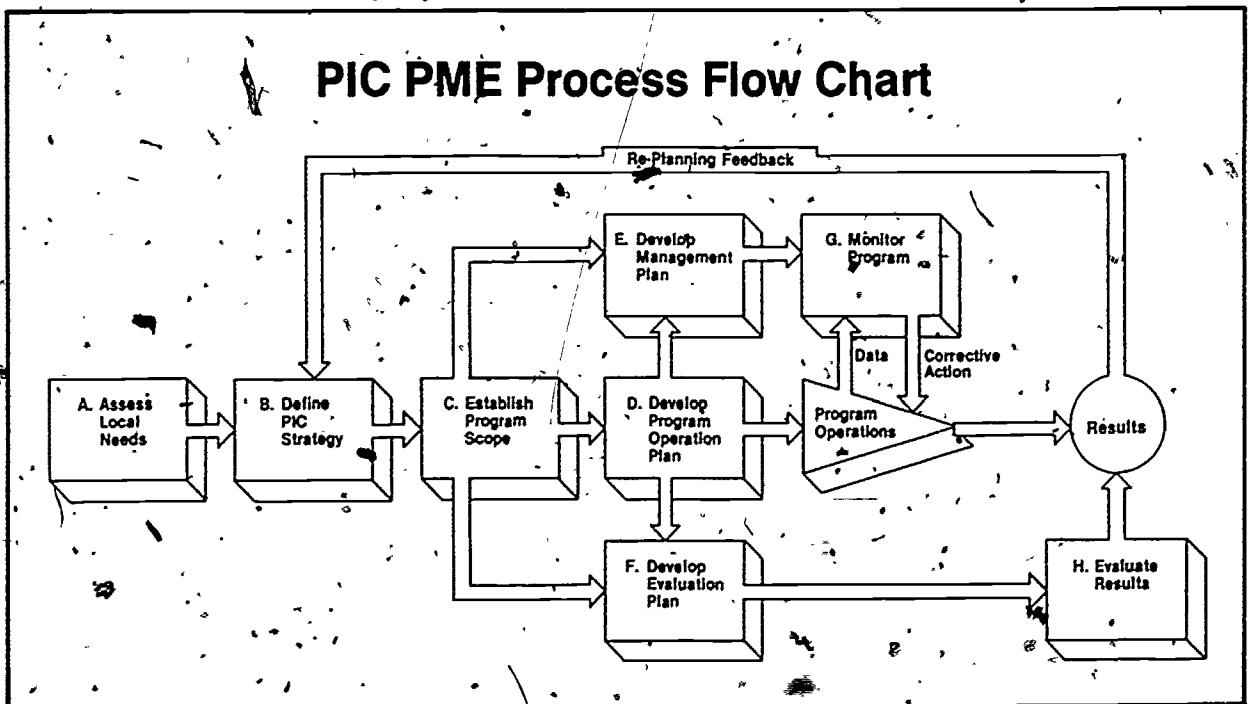 PIC PME Process Flow Chart
Re-Planning Feedback
E. Develop
Management
Plan
G. Monitor
Program
Data
Corrective
Action
A. Assess
Local
Needs
B. Define
PIC
Strategy
C. Establish
Program
Scope
D. Develop
Program
Operation
Plan
Program
Operations
Results
F. Develop
Evaluation
Plan
H. Evaluate
Results